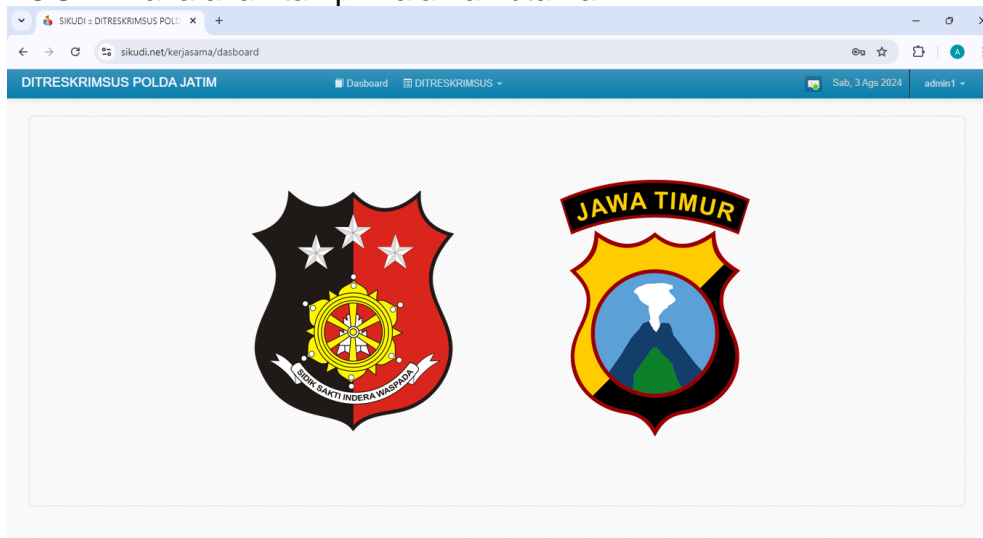 SIKUDI :: DITRESKRIMSUS POLD
sikudi.net/kerjasama/dasboard
A
DITRESKRIMSUS POLDA JATIM
Dasboard
DITRESKRIMSUS
Sab, 3 Ags 2024
admin1
JAWA TIMUR
SIDIK SAKTI INDERA WASPADA